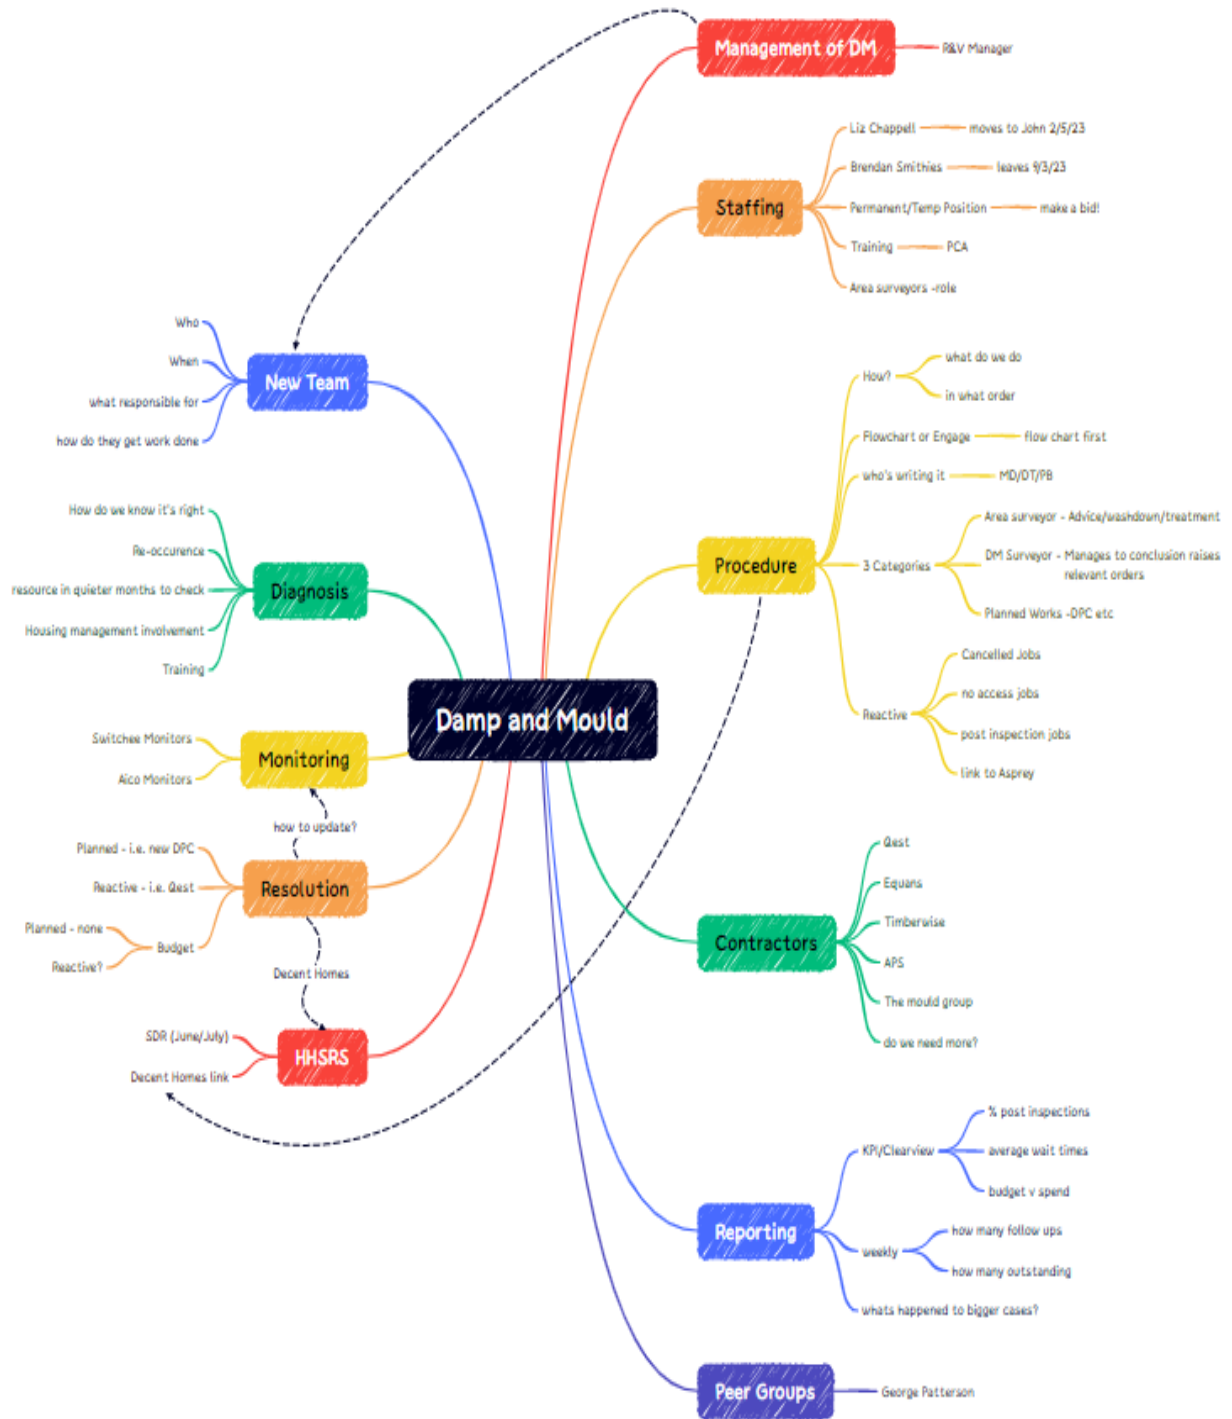 Management of DM
R&V Manager
Staffing
Liz Chappell
moves to John 2/5/23
Brendan Smithies
leaves 9/3/23
Permanent/Temp Position
make a bid!
Training
PCA
Area surveyors -role
New Team
Who
When
what responsible for
how do they get work done
Procedure
How?
what do we do
in what order
Flowchart or Engage
flow chart first
who's writing it
MD/DT/PB
3 Categories
Area surveyor - Advice/washdown/treatment
DM Surveyor - Manages to conclusion raises
relevant orders
Planned Works -DPC etc
Reactive
Cancelled Jobs
no access jobs
post inspection jobs
link to Asprey
Diagnosis
How do we know it's right
Re-occurence
resource in quieter months to check
Housing management involvement
Training
Damp and Mould
Monitoring
Switchee Monitors
Aico Monitors
how to update?
Resolution
Planned - i.e. new DPC
Reactive - i.e. Qest
Budget
Planned - none
Reactive?
Decent Homes
HHSRS
SDR (June/July)
Decent Homes link
Contractors
Qest
Equans
Timberwise
APS
The mould group
do we need more?
Reporting
KPI/Clearview
% post inspections
average wait times
budget v spend
weekly
how many follow ups
how many outstanding
whats happened to bigger cases?
Peer Groups
George Patterson